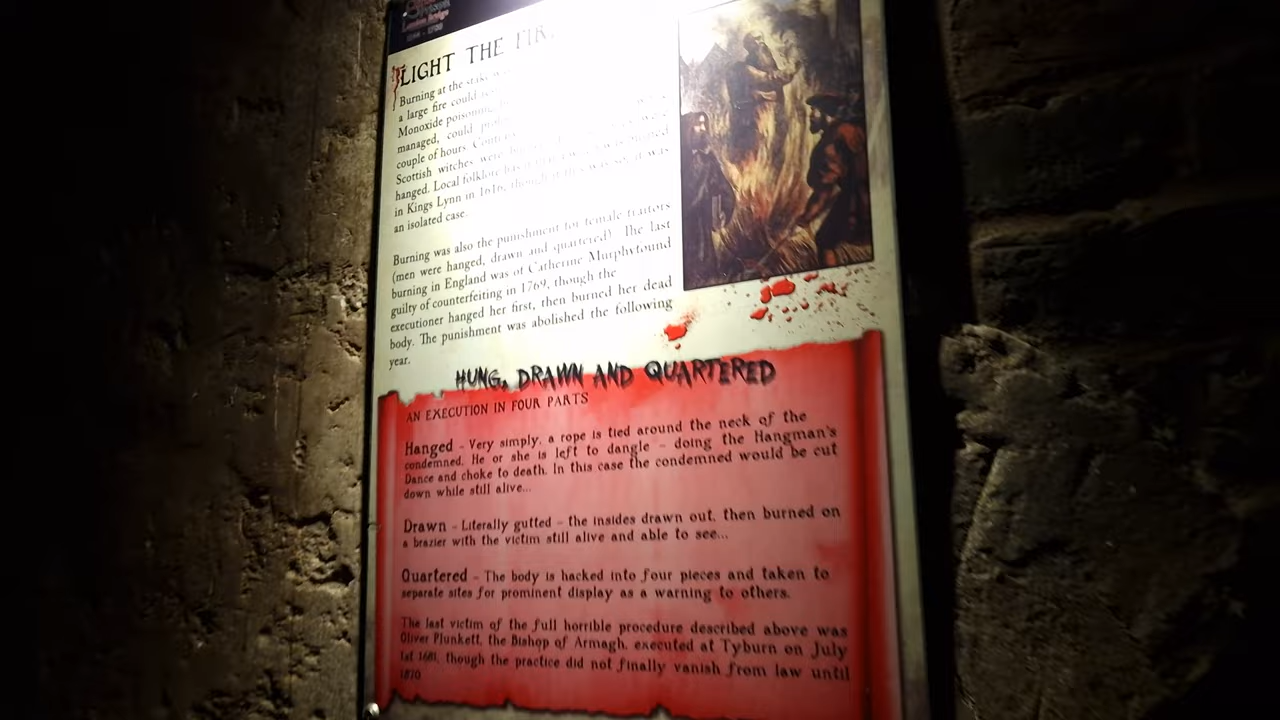 London Bridge
LIGHT THE FIR
Burning at the stake
a large fire could
Monoxide poisoning,
managed, could
couple of hours.
Scottish witches were
hanged. Local folklore has it
in Kings Lynn in 1616, though if this was so, it was
an isolated case.
Burning was also the punishment for female traitors
(men were hanged, drawn and quartered). The last
burning in England was of Catherine Murphy found
guilty of counterfeiting in 1769, though the
executioner hanged her first, then burned her dead
body. The punishment was abolished the following
year.
HUNG, DRAWN AND QUARTERED
AN EXECUTION IN FOUR PARTS
Hanged - Very simply, a rope is tied around the neck of the
condemned. He or she is left to dangle - doing the Hangman's
Dance and choke to death. In this case the condemned would be cut
down while still alive...
Drawn - Literally gutted - the insides drawn out, then burned on
a brazier with the victim still alive and able to see...
Quartered - The body is hacked into four pieces and taken to
separate sites for prominent display as a warning to others.
The last victim of the full horrible procedure described above was
Oliver Plunkett, the Bishop of Armagh, executed at Tyburn on July
1st 1681, though the practice did not finally vanish from law until
1870